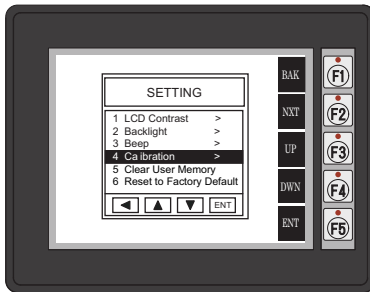 SETTING
1 LCD Contrast >
2 Backlight >
3 Beep >
4 Ca ibration >
5 Clear User Memory
6 Reset to Factory Default
ENT
BAK
NXT
UP
DWN
ENT
F1
F2
F3
F4
F5